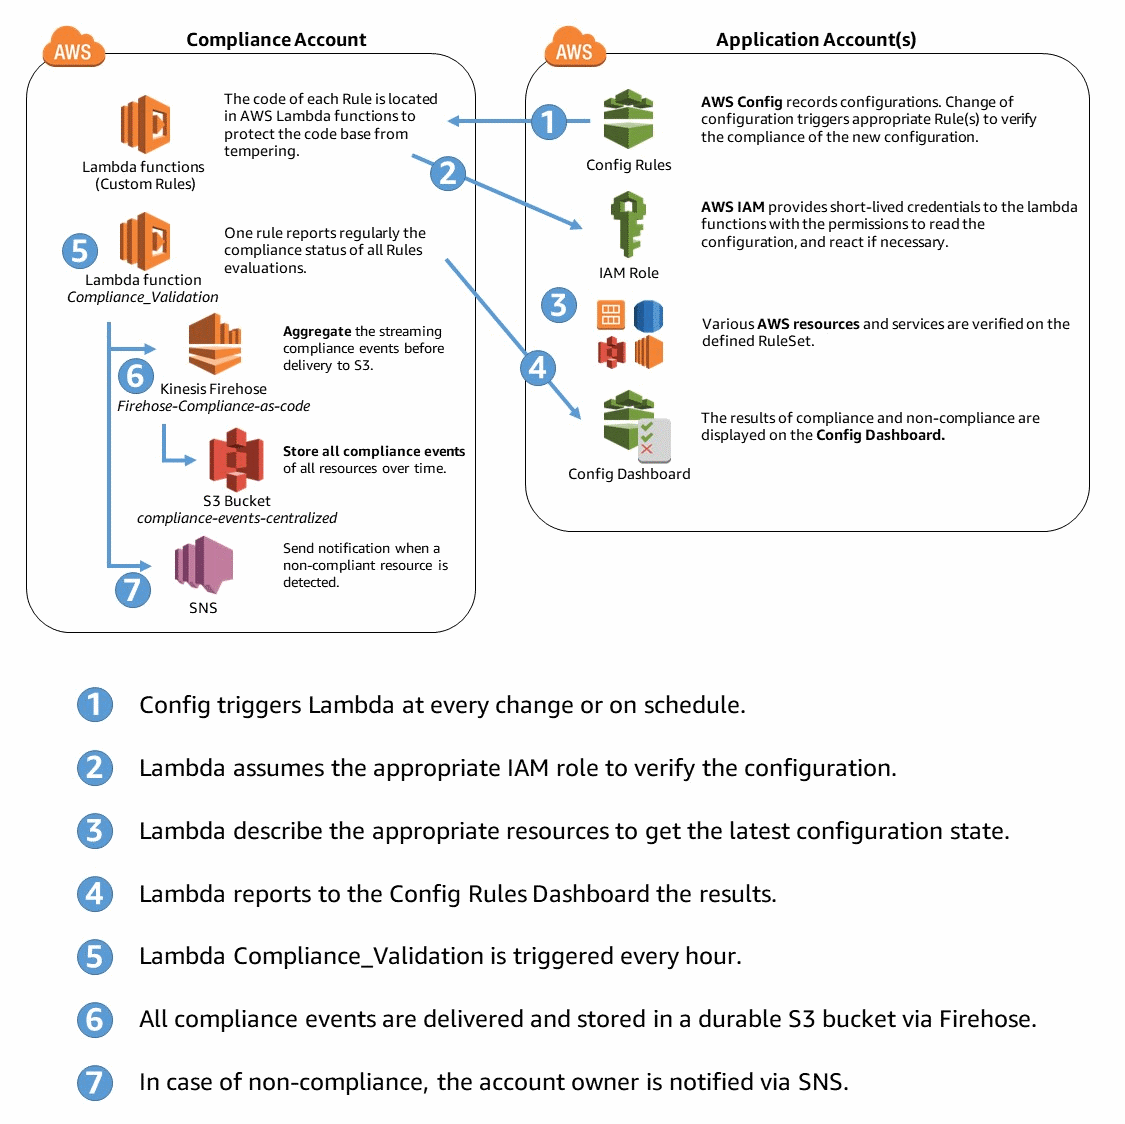 AWS
Compliance Account
The code of each Rule is located
in AWS Lambda functions to
protect the code base from
tempering.
Lambda functions
(Custom Rules)
One rule reports regularly the
compliance status of all Rules
evaluations.
5
Lambda function
Compliance_Validation
Aggregate the streaming
compliance events before
delivery to S3.
6
Kinesis Firehose
Firehose-Compliance-as-code
Store all compliance events
of all resources over time.
S3 Bucket
compliance-events-centralized
Send notification when a
non-compliant resource is
detected.
7
SNS
1
2
4
AWS
Application Account(s)
AWS Config records configurations. Change of
configuration triggers appropriate Rule(s) to verify
the compliance of the new configuration.
Config Rules
AWS IAM provides short-lived credentials to the lambda
functions with the permissions to read the
configuration, and react if necessary.
IAM Role
3
Various AWS resources and services are verified on the
defined RuleSet.
The results of compliance and non-compliance are
displayed on the Config Dashboard.
Config Dashboard
1 Config triggers Lambda at every change or on schedule.
2 Lambda assumes the appropriate IAM role to verify the configuration.
3 Lambda describe the appropriate resources to get the latest configuration state.
4 Lambda reports to the Config Rules Dashboard the results.
5 Lambda Compliance_Validation is triggered every hour.
6 All compliance events are delivered and stored in a durable S3 bucket via Firehose.
7 In case of non-compliance, the account owner is notified via SNS.